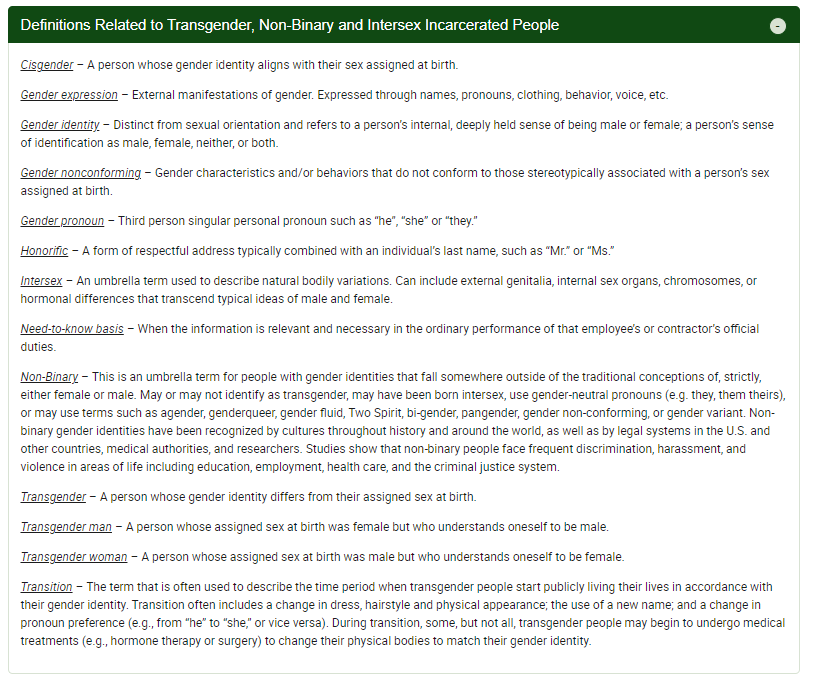 Definitions Related to Transgender, Non-Binary and Intersex Incarcerated People
-
Cisgender – A person whose gender identity aligns with their sex assigned at birth.
Gender expression – External manifestations of gender. Expressed through names, pronouns, clothing, behavior, voice, etc.
Gender identity – Distinct from sexual orientation and refers to a person's internal, deeply held sense of being male or female; a person's sense
of identification as male, female, neither, or both.
Gender nonconforming – Gender characteristics and/or behaviors that do not conform to those stereotypically associated with a person's sex
assigned at birth.
Gender pronoun – Third person singular personal pronoun such as “he”, “she” or “they.”
Honorific – A form of respectful address typically combined with an individual's last name, such as “Mr.” or “Ms.”
Intersex – An umbrella term used to describe natural bodily variations. Can include external genitalia, internal sex organs, chromosomes, or
hormonal differences that transcend typical ideas of male and female.
Need-to-know basis – When the information is relevant and necessary in the ordinary performance of that employee's or contractor's official
duties.
Non-Binary – This is an umbrella term for people with gender identities that fall somewhere outside of the traditional conceptions of, strictly,
either female or male. May or may not identify as transgender, may have been born intersex, use gender-neutral pronouns (e.g. they, them theirs),
or may use terms such as agender, genderqueer, gender fluid, Two Spirit, bi-gender, pangender, gender non-conforming, or gender variant. Non-
binary gender identities have been recognized by cultures throughout history and around the world, as well as by legal systems in the U.S. and
other countries, medical authorities, and researchers. Studies show that non-binary people face frequent discrimination, harassment, and
violence in areas of life including education, employment, health care, and the criminal justice system.
Transgender – A person whose gender identity differs from their assigned sex at birth.
Transgender man – A person whose assigned sex at birth was female but who understands oneself to be male.
Transgender woman – A person whose assigned sex at birth was male but who understands oneself to be female.
Transition – The term that is often used to describe the time period when transgender people start publicly living their lives in accordance with
their gender identity. Transition often includes a change in dress, hairstyle and physical appearance; the use of a new name; and a change in
pronoun preference (e.g., from “he” to “she,” or vice versa). During transition, some, but not all, transgender people may begin to undergo medical
treatments (e.g., hormone therapy or surgery) to change their physical bodies to match their gender identity.